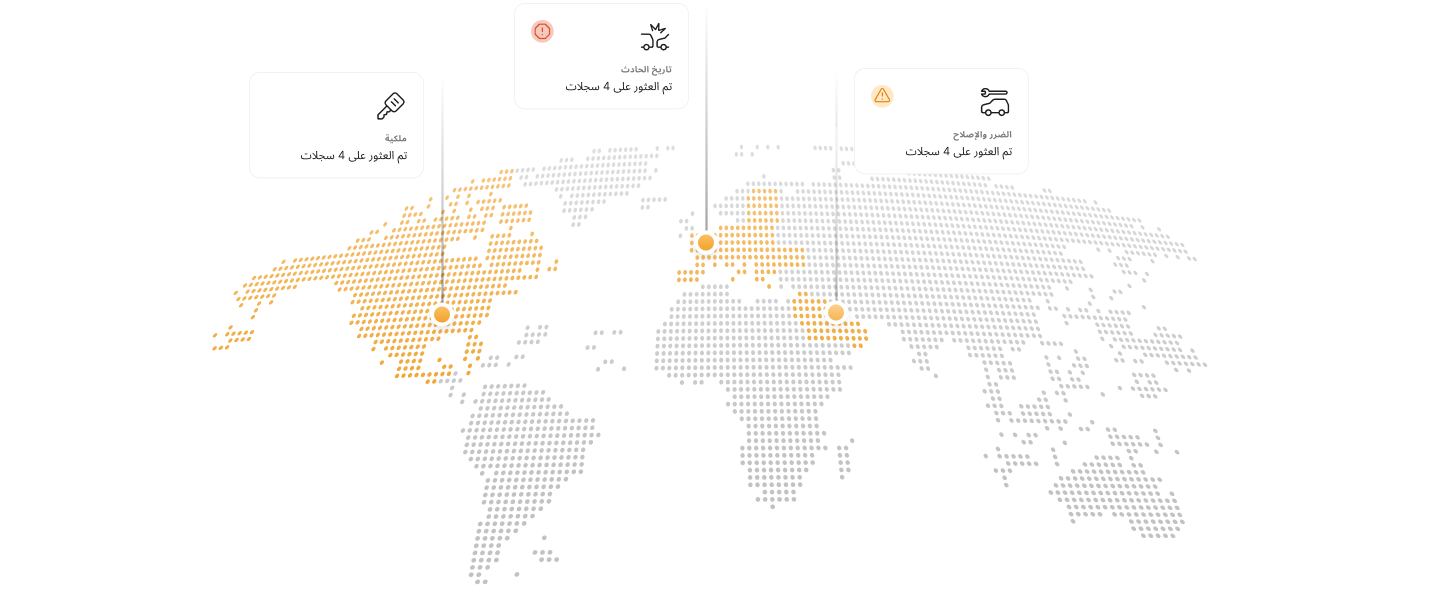 تاريخ الحادث
تم العثور على 4 سجلات
الضرر والإصلاح
تم العثور على 4 سجلات
ملكية
تم العثور على 4 سجلات